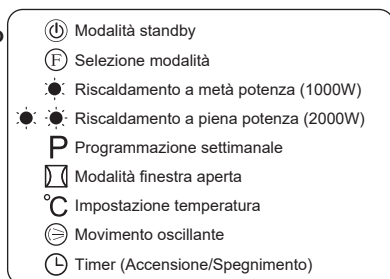 Modalità standby
F Selezione modalità
Riscaldamento a metà potenza (1000W)
Riscaldamento a piena potenza (2000W)
P Programmazione settimanale
Modalità finestra aperta
°C Impostazione temperatura
Movimento oscillante
Timer (Accensione/Spegnimento)